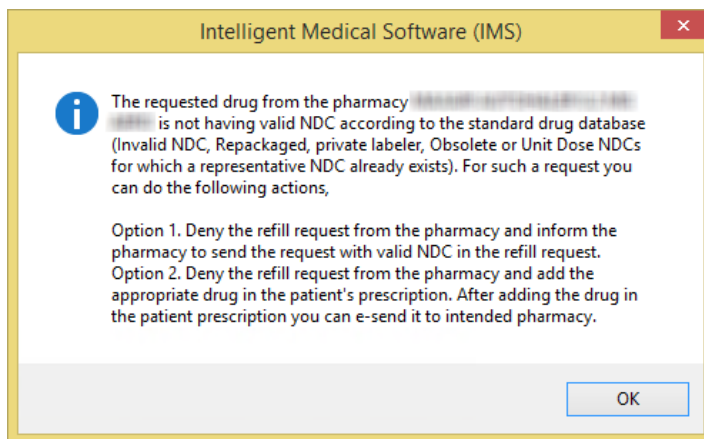 Intelligent Medical Software (IMS)
The requested drug from the pharmacy
is not having valid NDC according to the standard drug database
(Invalid NDC, Repackaged, private labeler, Obsolete or Unit Dose NDCs
for which a representative NDC already exists). For such a request you
can do the following actions,
Option 1. Deny the refill request from the pharmacy and inform the
pharmacy to send the request with valid NDC in the refill request.
Option 2. Deny the refill request from the pharmacy and add the
appropriate drug in the patient's prescription. After adding the drug in
the patient prescription you can e-send it to intended pharmacy.
OK